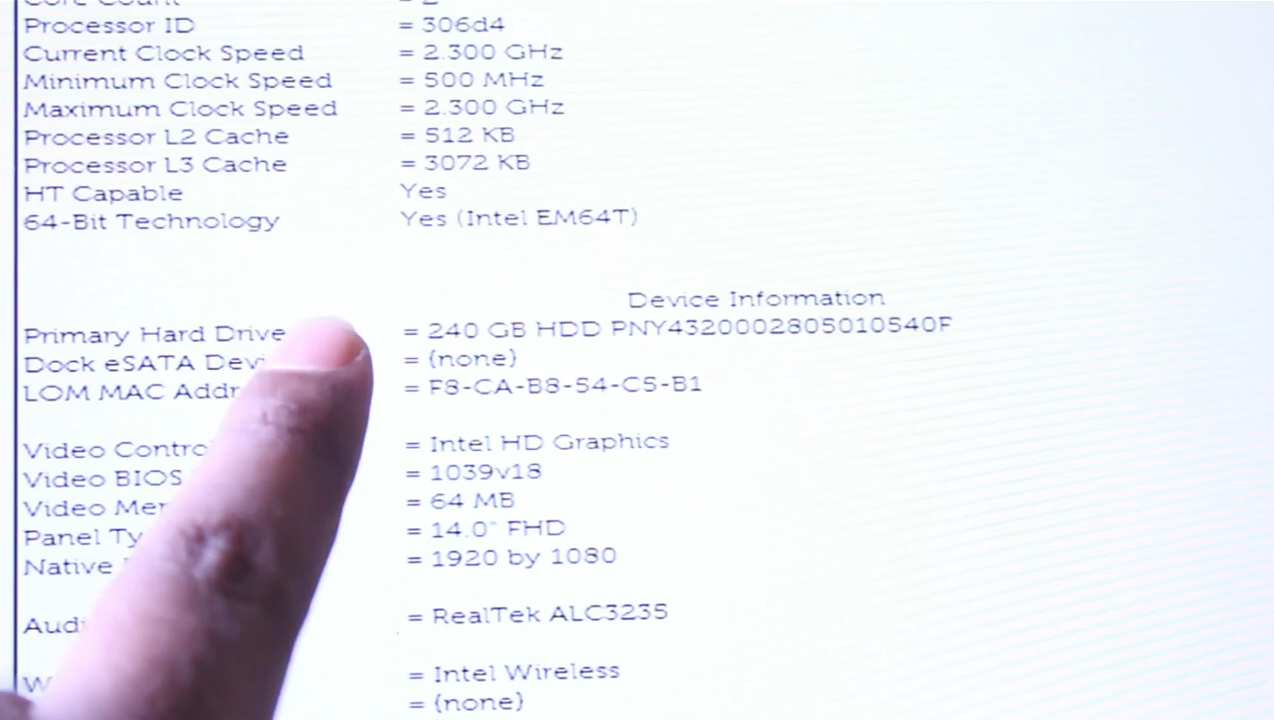 Processor ID = 306d4
Current Clock Speed = 2.300 GHz
Minimum Clock Speed = 500 MHz
Maximum Clock Speed = 2.300 GHz
Processor L2 Cache = 512 KB
Processor L3 Cache = 3072 KB
HT Capable Yes
64-Bit Technology Yes (Intel EM64T)
Device Information
Primary Hard Drive = 240 GB HDD PNY4320002805010540F
Dock eSATA = (none)
LOM MAC = F8-CA-B8-54-C5-B1
Video = Intel HD Graphics
Video BIOS = 1039v18
Video = 64 MB
Panel = 14.0" FHD
Native = 1920 by 1080
= RealTek ALC3235
= Intel Wireless
= (none)